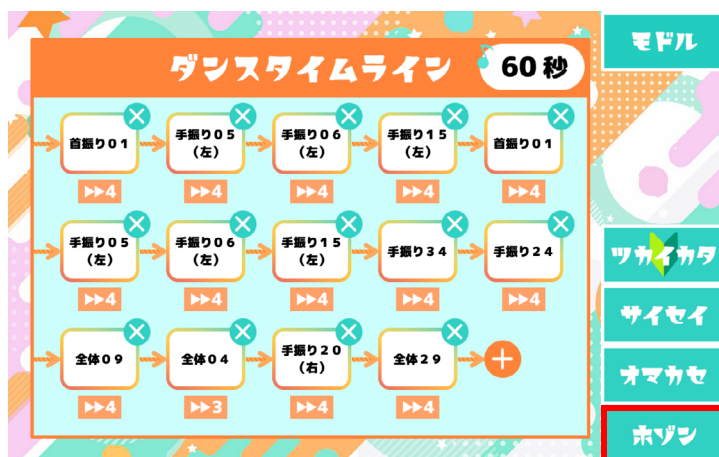 ダンスタイムライン
60秒
モドル
首振り01
手振り05
(左)
手振り06
(左)
手振り15
(左)
首振り01
▶▶4
▶▶4
▶▶4
▶▶4
▶▶4
手振り05
(左)
手振り06
(左)
手振り15
(左)
手振り34
手振り24
▶▶4
▶▶4
▶▶4
▶▶4
▶▶4
全体09
全体04
手振り20
(右)
全体29
▶▶4
▶▶3
▶▶4
▶▶4
ツカイカタ
サイセイ
オマカセ
ホゾン